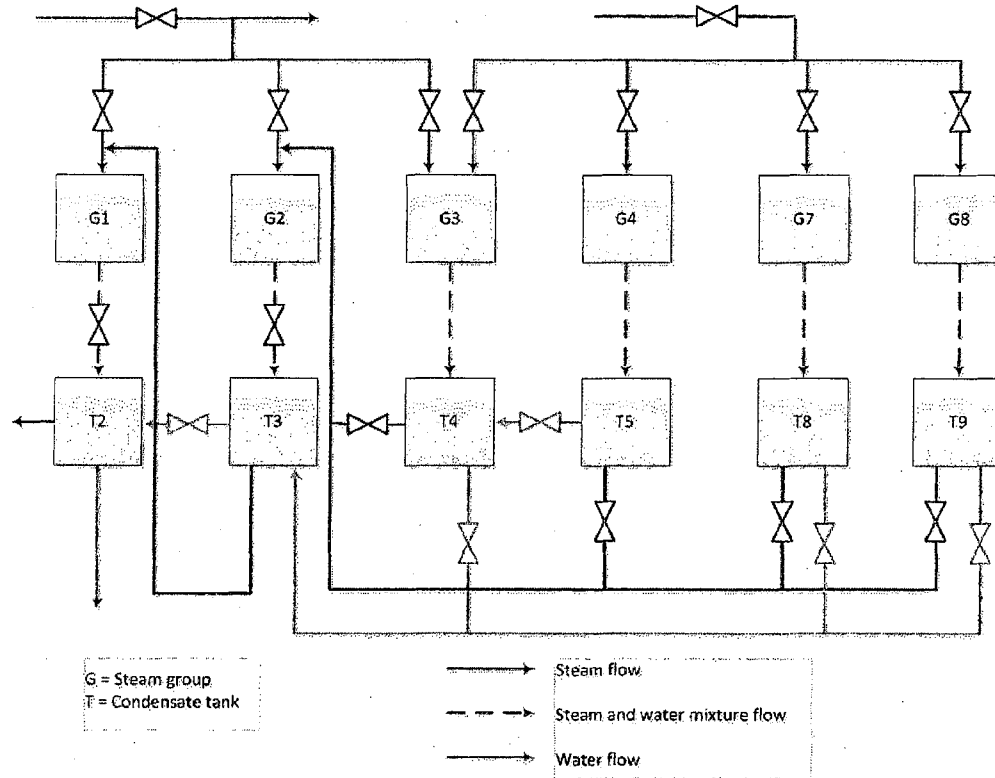 G1 G2 G3 G4 G7 G8
T2 T3 T4 T5 T8 T9
G = Steam group
T = Condensate tank
Steam flow
Steam and water mixture flow
Water flow